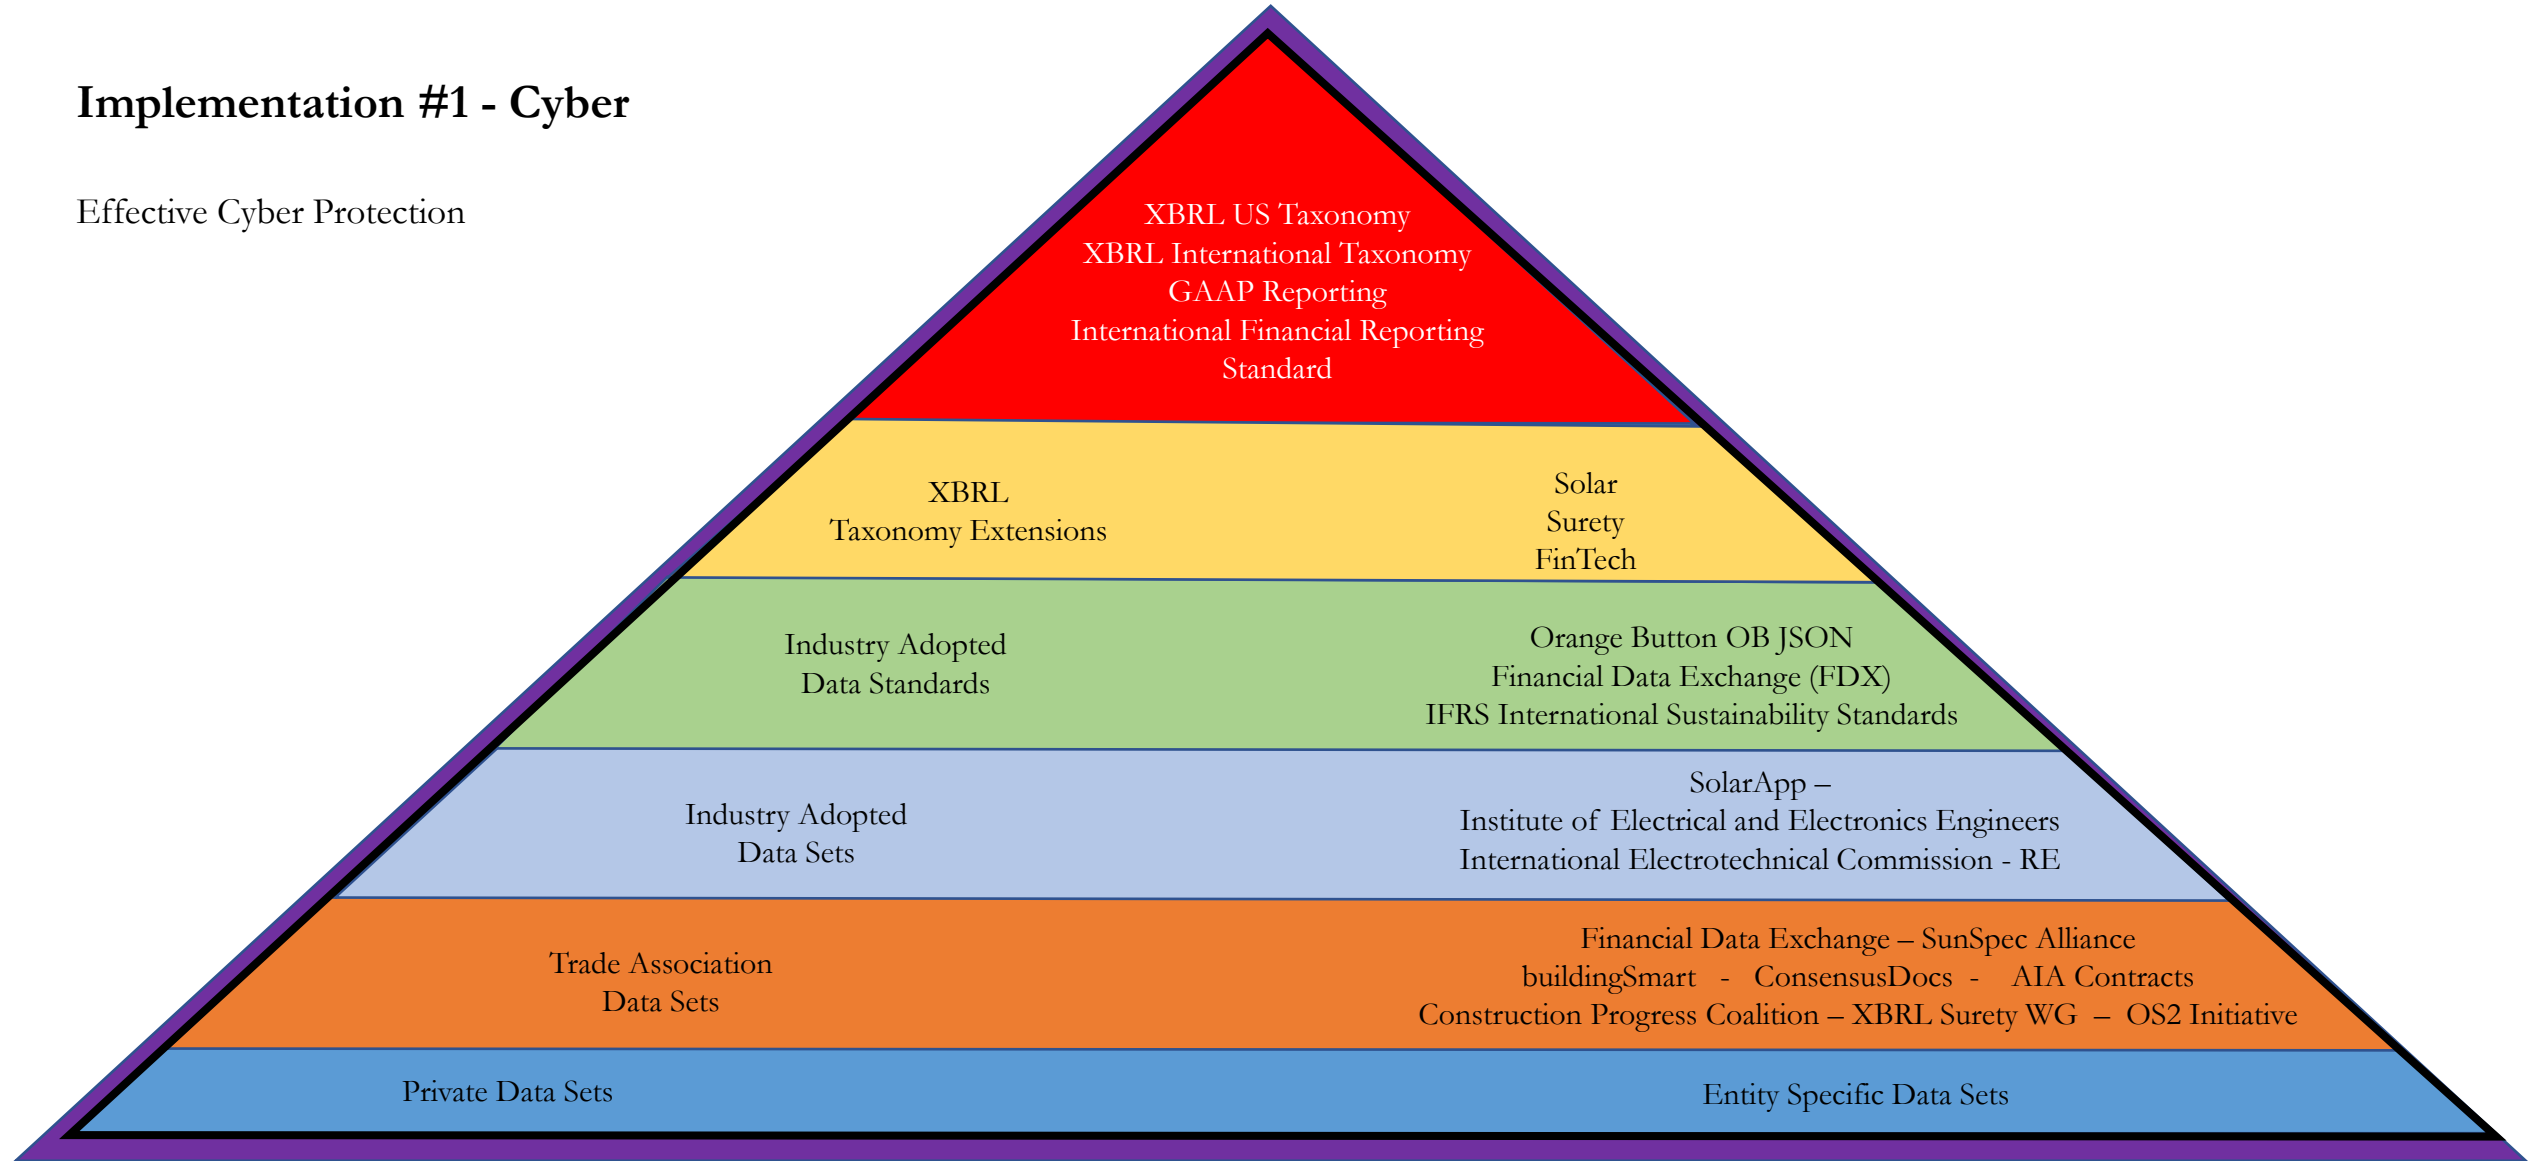 Implementation #1 - Cyber
Effective Cyber Protection
XBRL US Taxonomy
XBRL International Taxonomy
GAAP Reporting
International Financial Reporting
Standard
XBRL
Taxonomy Extensions
Solar
Surety
FinTech
Industry Adopted
Data Standards
Orange Button OB JSON
Financial Data Exchange (FDX)
IFRS International Sustainability Standards
Industry Adopted
Data Sets
SolarApp –
Institute of Electrical and Electronics Engineers
International Electrotechnical Commission - RE
Trade Association
Data Sets
Financial Data Exchange – SunSpec Alliance
buildingSmart - ConsensusDocs - AIA Contracts
Construction Progress Coalition – XBRL Surety WG – OS2 Initiative
Private Data Sets
Entity Specific Data Sets